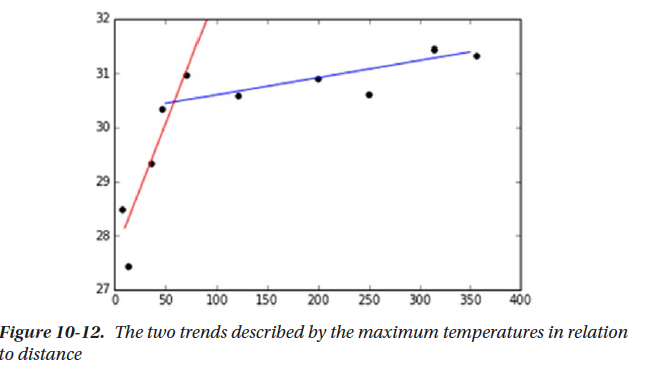 32
31
30
29
28
27
0 50 100 150 200 250 300 350 400
Figure 10-12. The two trends described by the maximum temperatures in relation
to distance